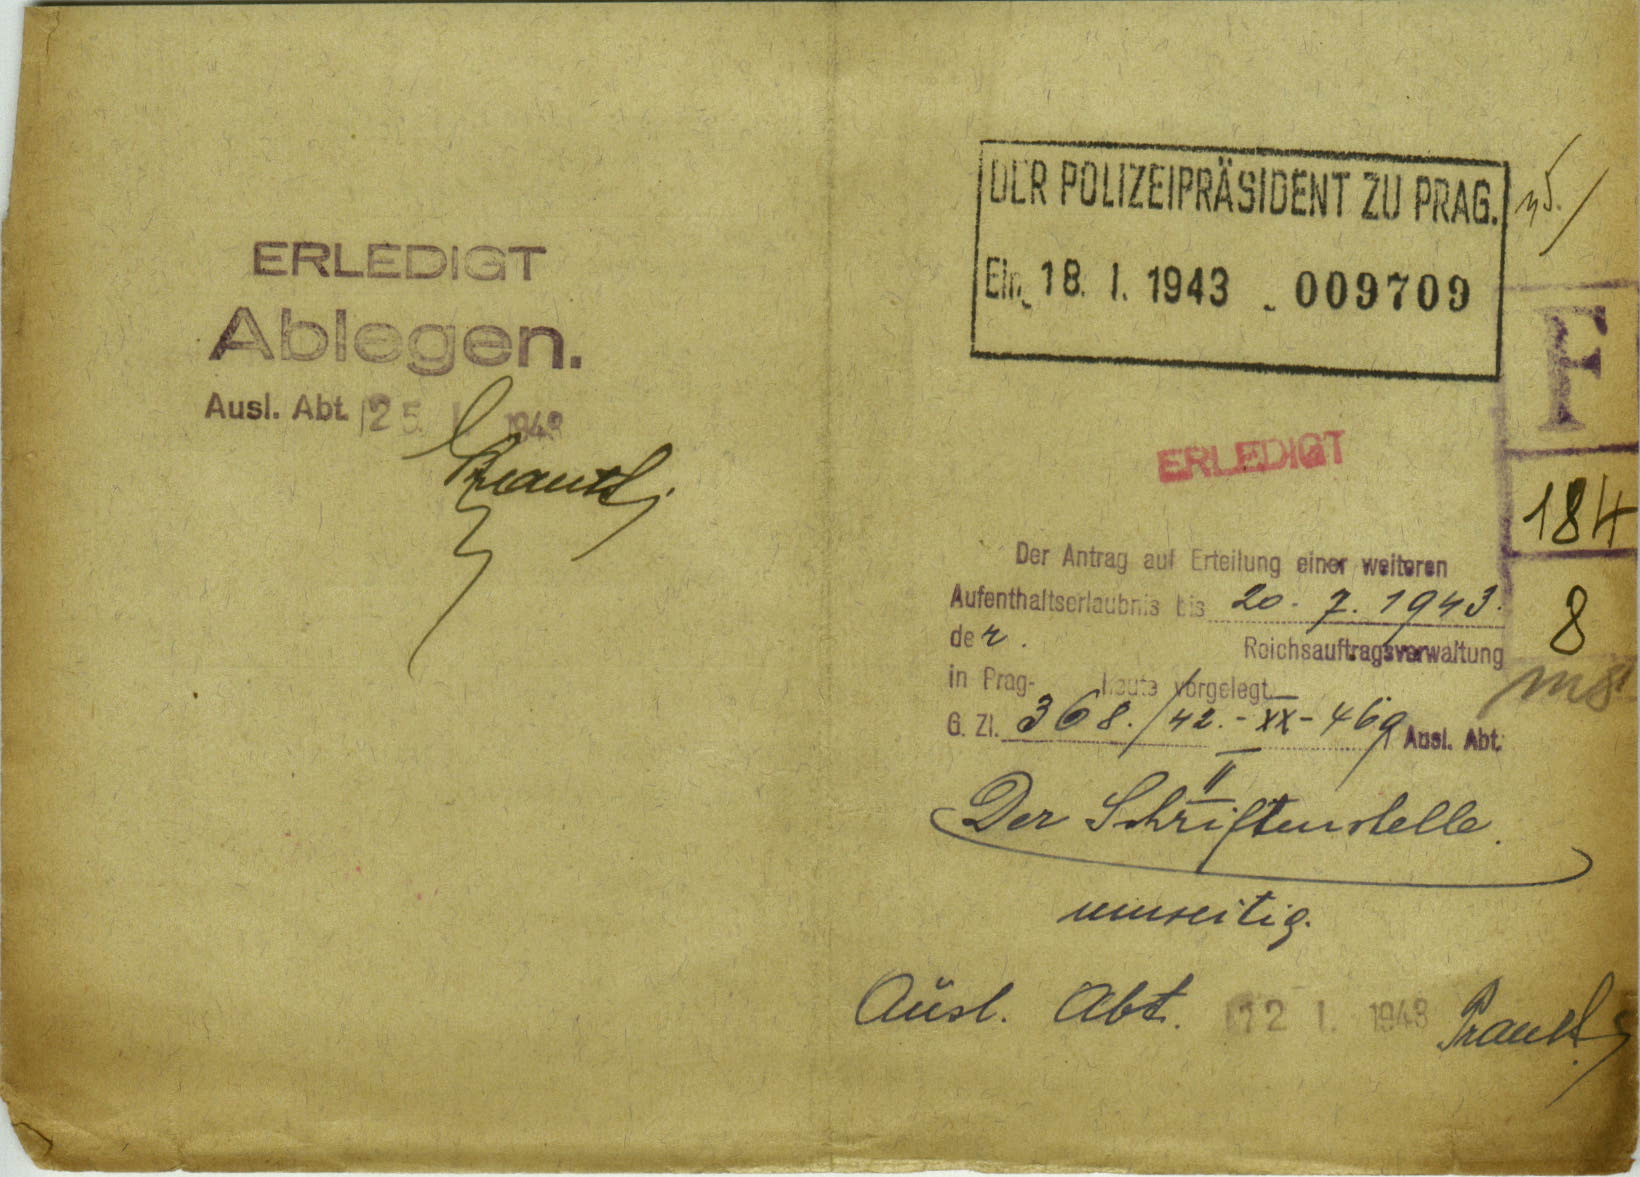 ERLEDIGT
Ablegen.
Ausl. Abt. 25. I. 1943
DER POLIZEIPRÄSIDENT ZU PRAG.
Ein. 18. I. 1943 009709
F
184
8
ERLEDIGT
Der Antrag auf Erteilung einer weiteren
Aufenthaltserlaubnis bis 20. 7. 1943.
der. Reichsauftragsverwaltung
in Prag- heute vorgelegt.
G. Zl. 368./42.-XX-469 Ausl. Abt.
II
Der Schriftenstelle.
umseitig.
Ausl. Abt. 12 I. 1943